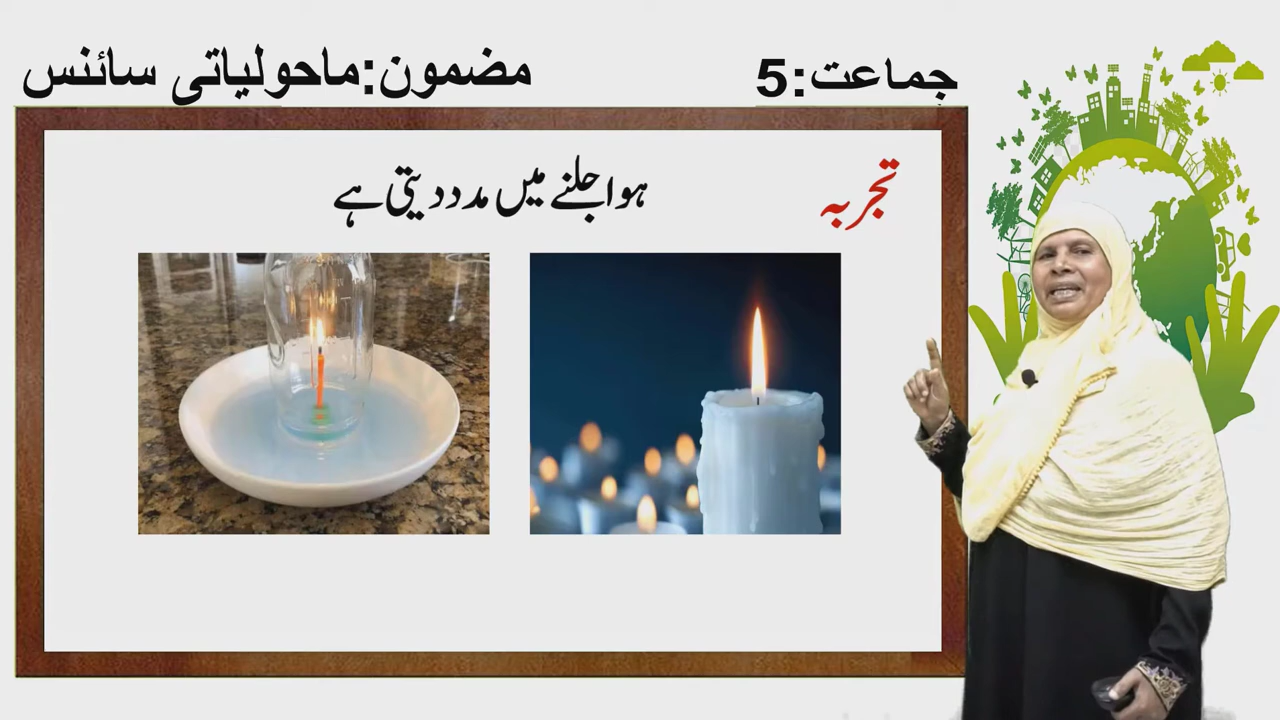 جماعت:5
مضمون:ماحولیاتی سائنس
تجربہ
ہوا جلنے میں مدد دیتی ہے